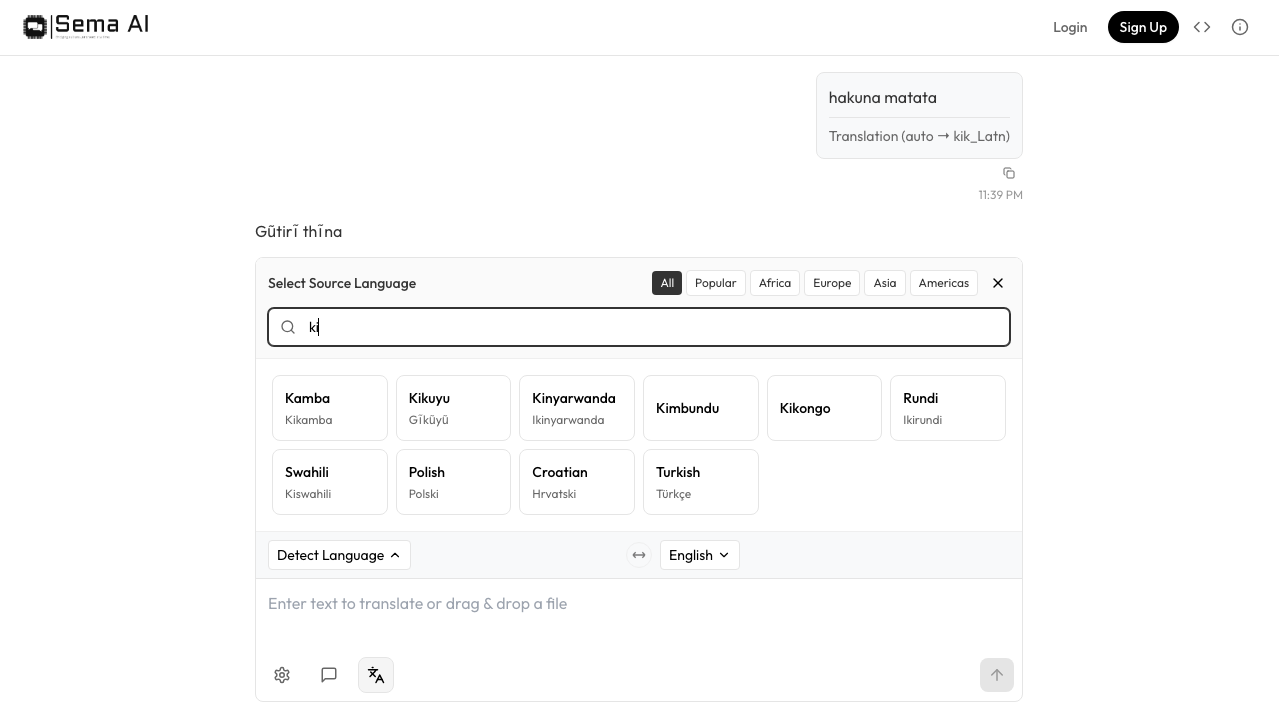 Sema AI
Login
Sign Up
hakuna matata
Translation (auto → kik_Latn)
11:39 PM
Gũtirĩ thĩna
Select Source Language
All
Popular
Africa
Europe
Asia
Americas
ki
Kamba
Kikamba
Kikuyu
Gĩkũyũ
Kinyarwanda
Ikinyarwanda
Kimbundu
Kikongo
Rundi
Ikirundi
Swahili
Kiswahili
Polish
Polski
Croatian
Hrvatski
Turkish
Türkçe
Detect Language
English
Enter text to translate or drag & drop a file